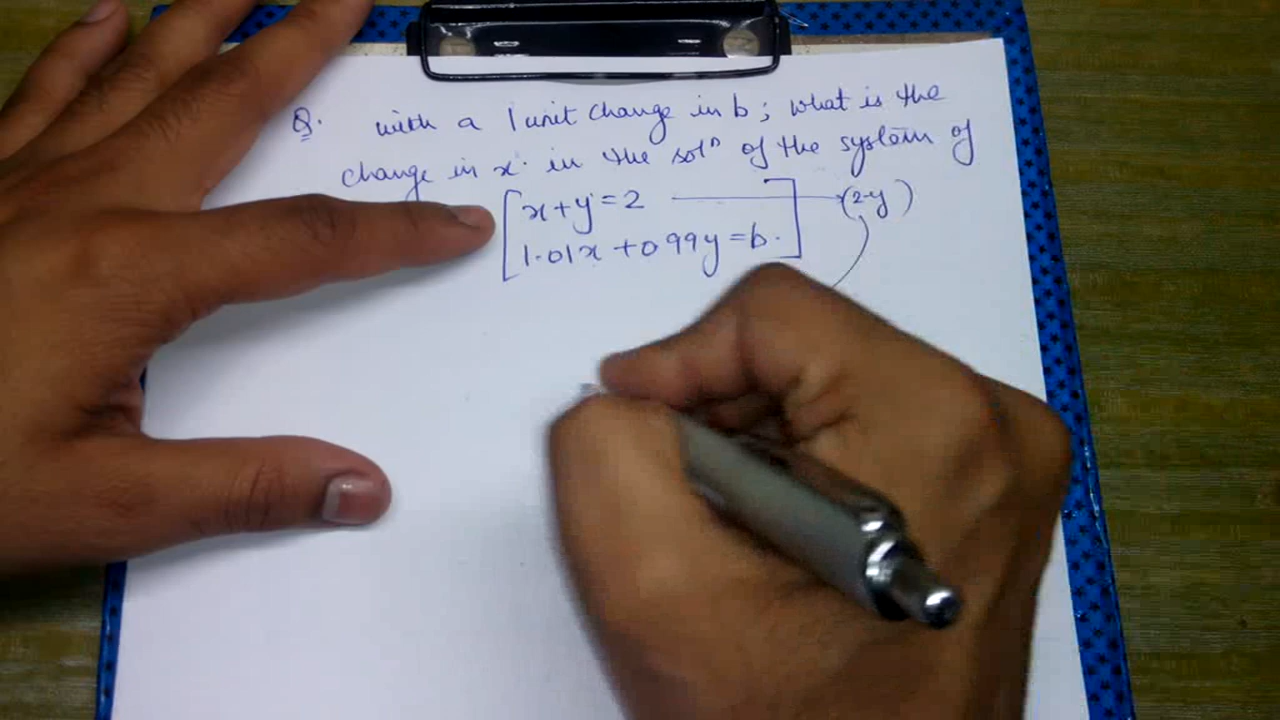 Q. with a 1 unit change in b; what is the
change in x in the solⁿ of the system of
x+y=2 (2-y)
1.01x +0.99y=b.